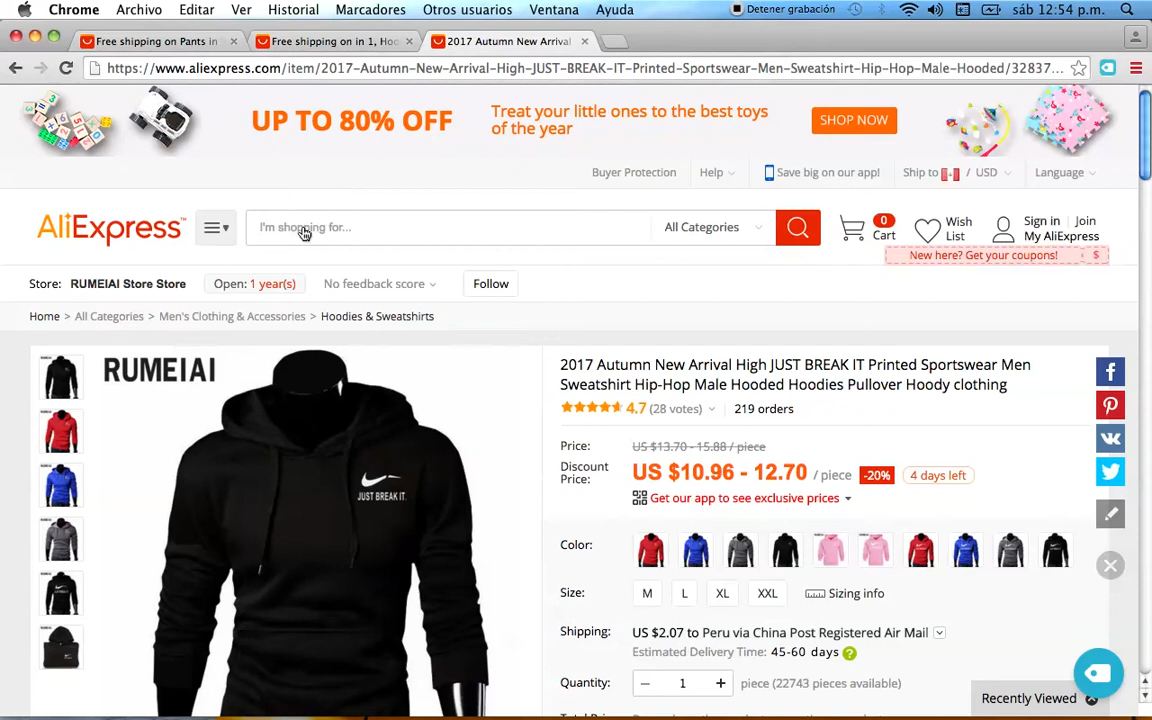 Chrome Archivo Editar Ver Historial Marcadores Otros usuarios Ventana Ayuda Detener grabación sáb 12:54 p.m.
Free shipping on Pants in Free shipping on in 1, Hoo 2017 Autumn New Arrival
https://www.aliexpress.com/item/2017-Autumn-New-Arrival-High-JUST-BREAK-IT-Printed-Sportswear-Men-Sweatshirt-Hip-Hop-Male-Hooded/32837...
UP TO 80% OFF
Treat your little ones to the best toys
of the year
SHOP NOW
Buyer Protection Help Save big on our app! Ship to / USD Language
AliExpress™
I'm shopping for...
All Categories
0
Cart
Wish
List
Sign in Join
My AliExpress
New here? Get your coupons! $
Store: RUMEIAI Store Store Open: 1 year(s) No feedback score Follow
Home > All Categories > Men's Clothing & Accessories > Hoodies & Sweatshirts
RUMEIAI
JUST BREAK IT.
2017 Autumn New Arrival High JUST BREAK IT Printed Sportswear Men
Sweatshirt Hip-Hop Male Hooded Hoodies Pullover Hoody clothing
4.7 (28 votes) 219 orders
Price: US $13.70 - 15.88 / piece
Discount
Price:
US $10.96 - 12.70 / piece -20% 4 days left
Get our app to see exclusive prices
Color:
Size: M L XL XXL Sizing info
Shipping: US $2.07 to Peru via China Post Registered Air Mail
Estimated Delivery Time: 45-60 days ?
Quantity: − 1 + piece (22743 pieces available)
Recently Viewed